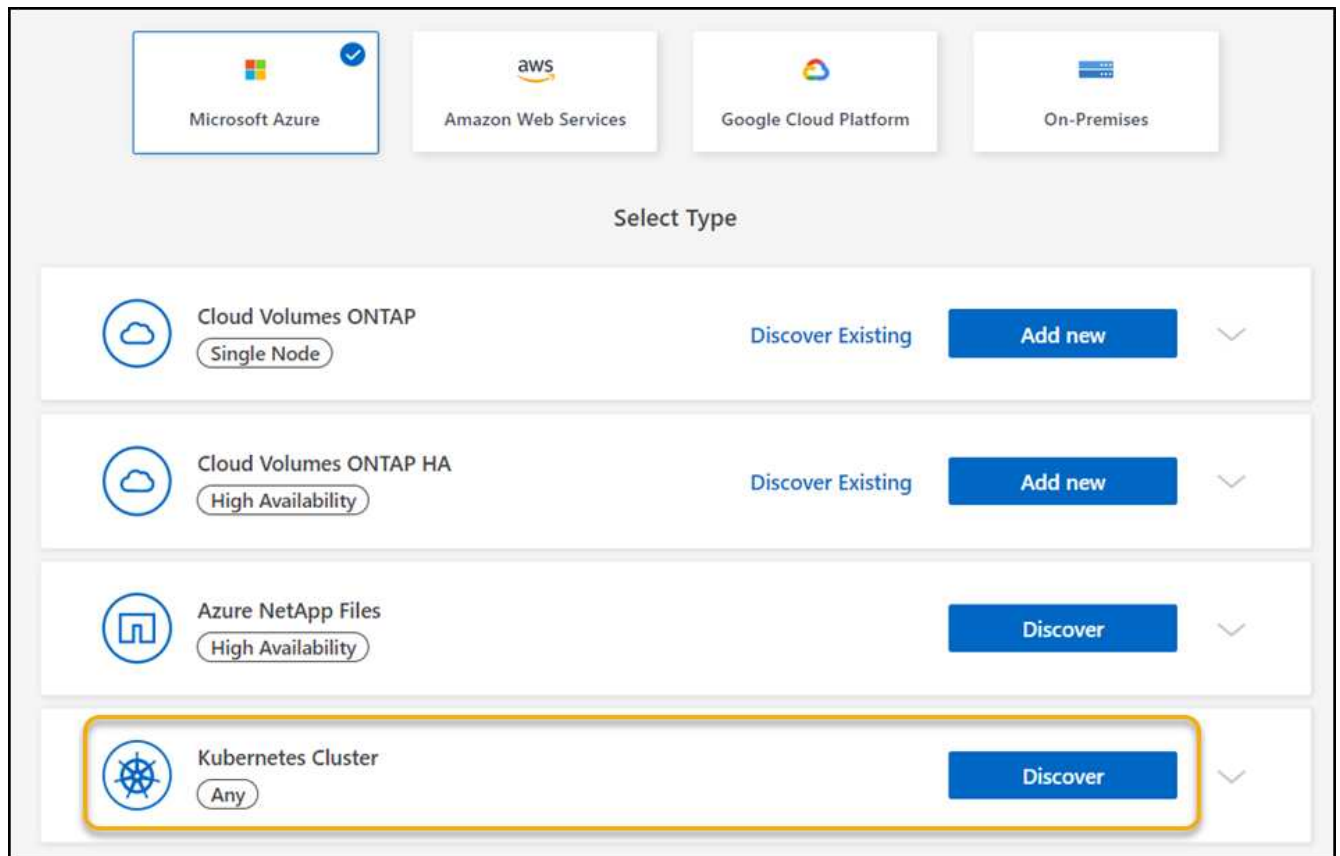 aws
Microsoft Azure
Amazon Web Services
Google Cloud Platform
On-Premises
Select Type
Cloud Volumes ONTAP
Single Node
Discover Existing
Add new
Cloud Volumes ONTAP HA
High Availability
Discover Existing
Add new
Azure NetApp Files
High Availability
Discover
Kubernetes Cluster
Any
Discover